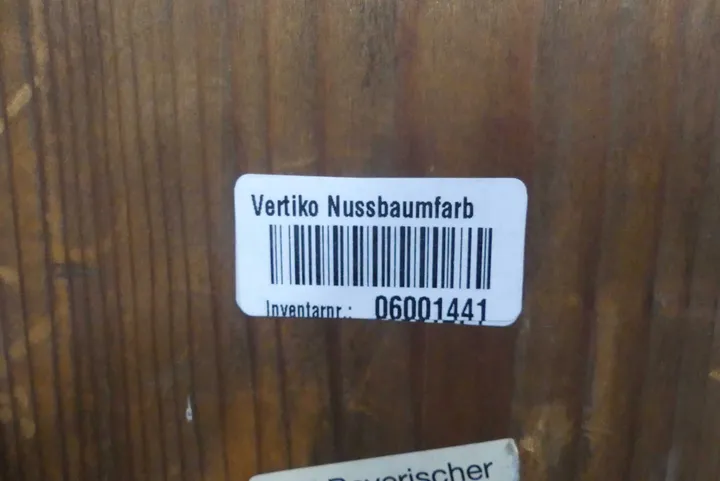 Vertiko Nussbaumfarb
Inventarnr.: 06001441
Bayerischer